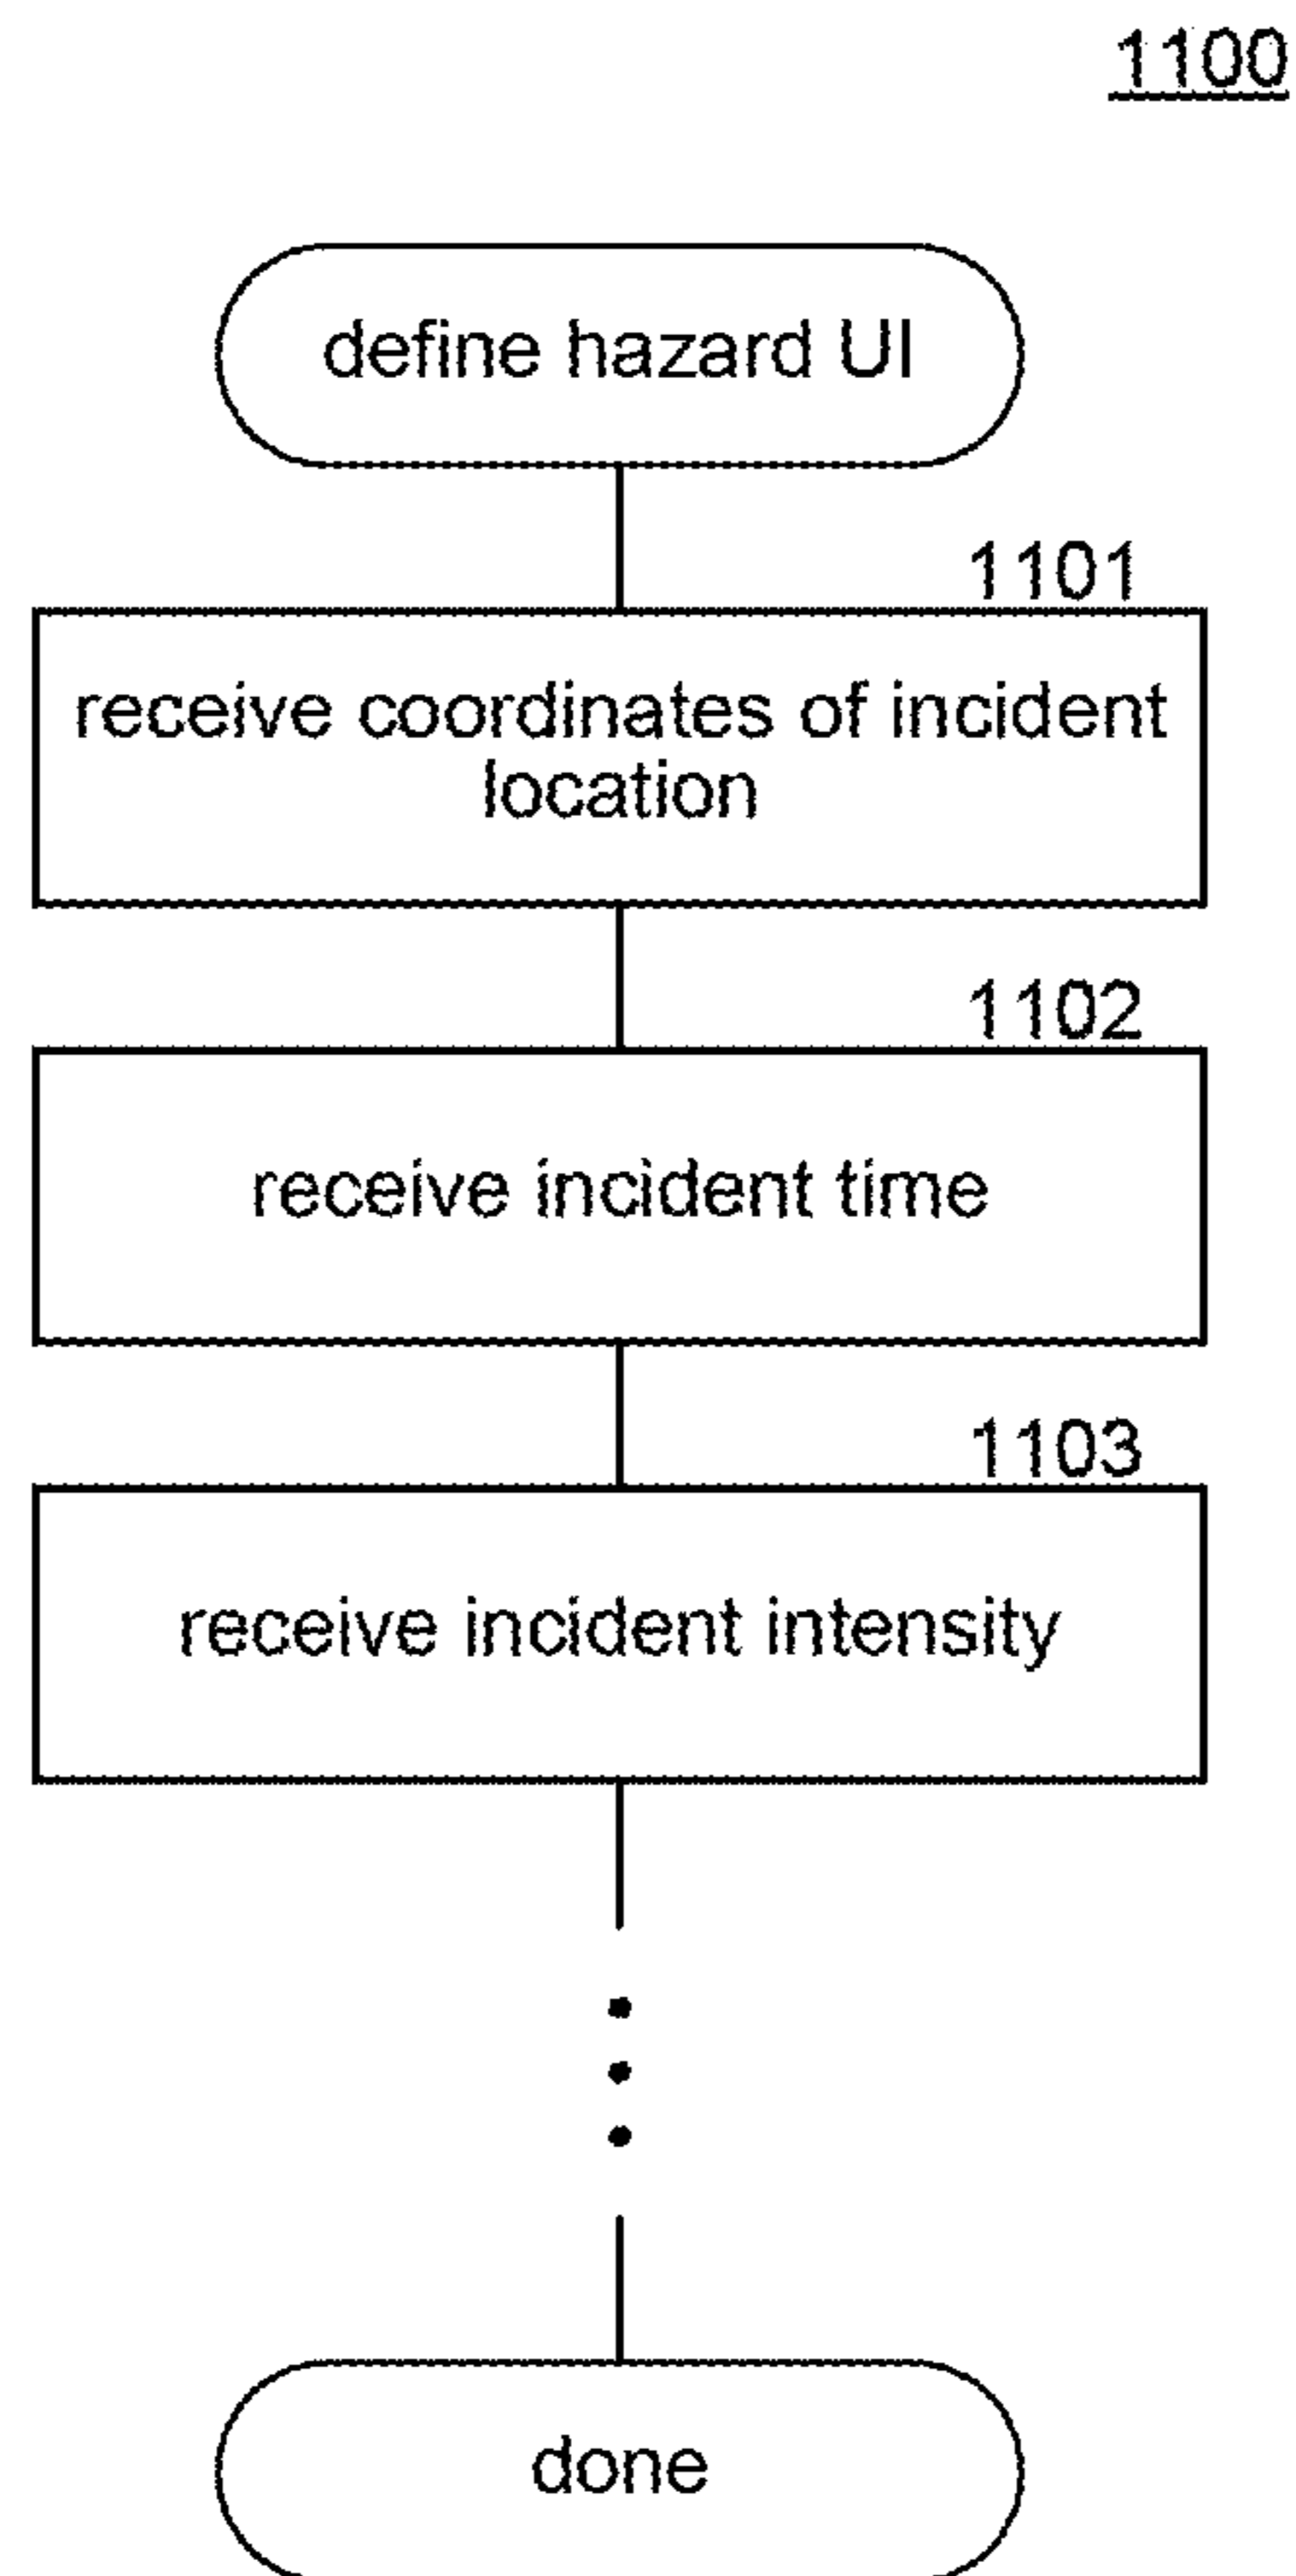 1100
define hazard UI
1101
receive coordinates of incident
location
1102
receive incident time
1103
receive incident intensity
done